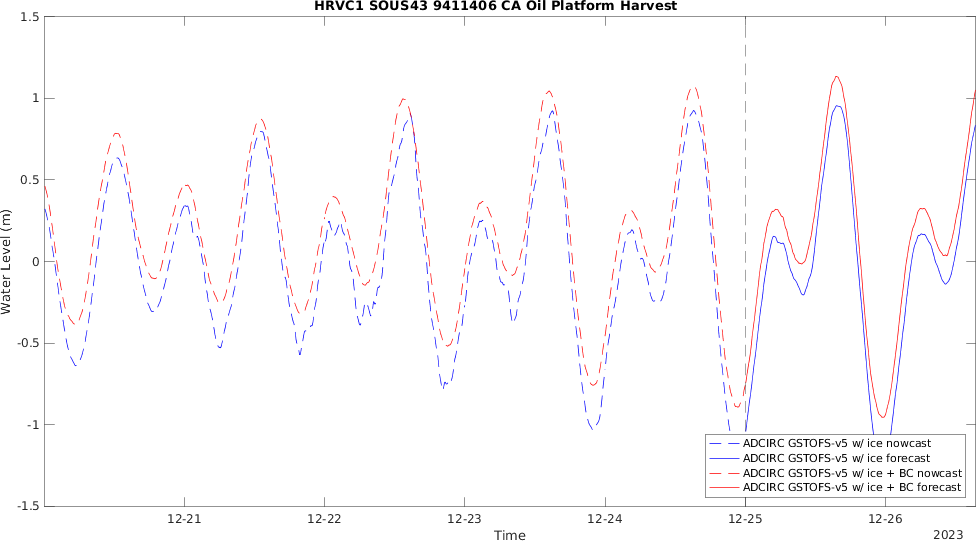 HRVC1 SOUS43 9411406 CA Oil Platform Harvest
1.5
1
0.5
0
-0.5
-1
-1.5
Water Level (m)
12-21
12-22
12-23
12-24
12-25
12-26
Time
2023
ADCIRC GSTOFS-v5 w/ ice nowcast
ADCIRC GSTOFS-v5 w/ ice forecast
ADCIRC GSTOFS-v5 w/ ice + BC nowcast
ADCIRC GSTOFS-v5 w/ ice + BC forecast